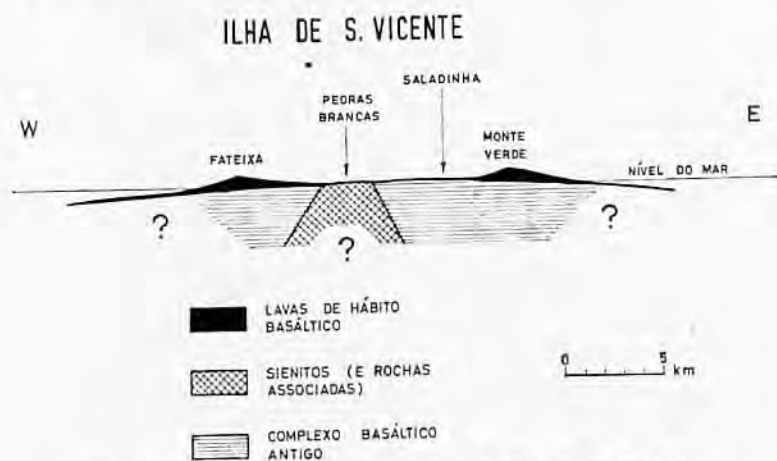 ILHA DE S. VICENTE
SALADINHA
PEDRAS
BRANCAS
W
E
MONTE
VERDE
FATEIXA
NÍVEL DO MAR
?
?
?
LAVAS DE HÁBITO
BASÁLTICO
SIENITOS (E ROCHAS
ASSOCIADAS)
0 5
km
COMPLEXO BASÁLTICO
ANTIGO